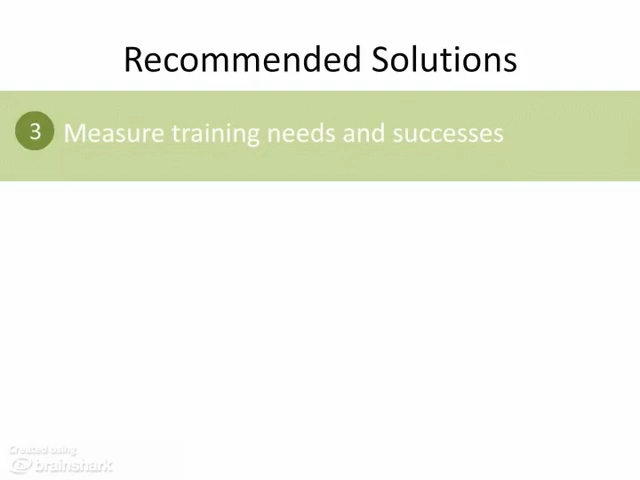 Recommended Solutions
3 Measure training needs and successes
Created using
brainshark